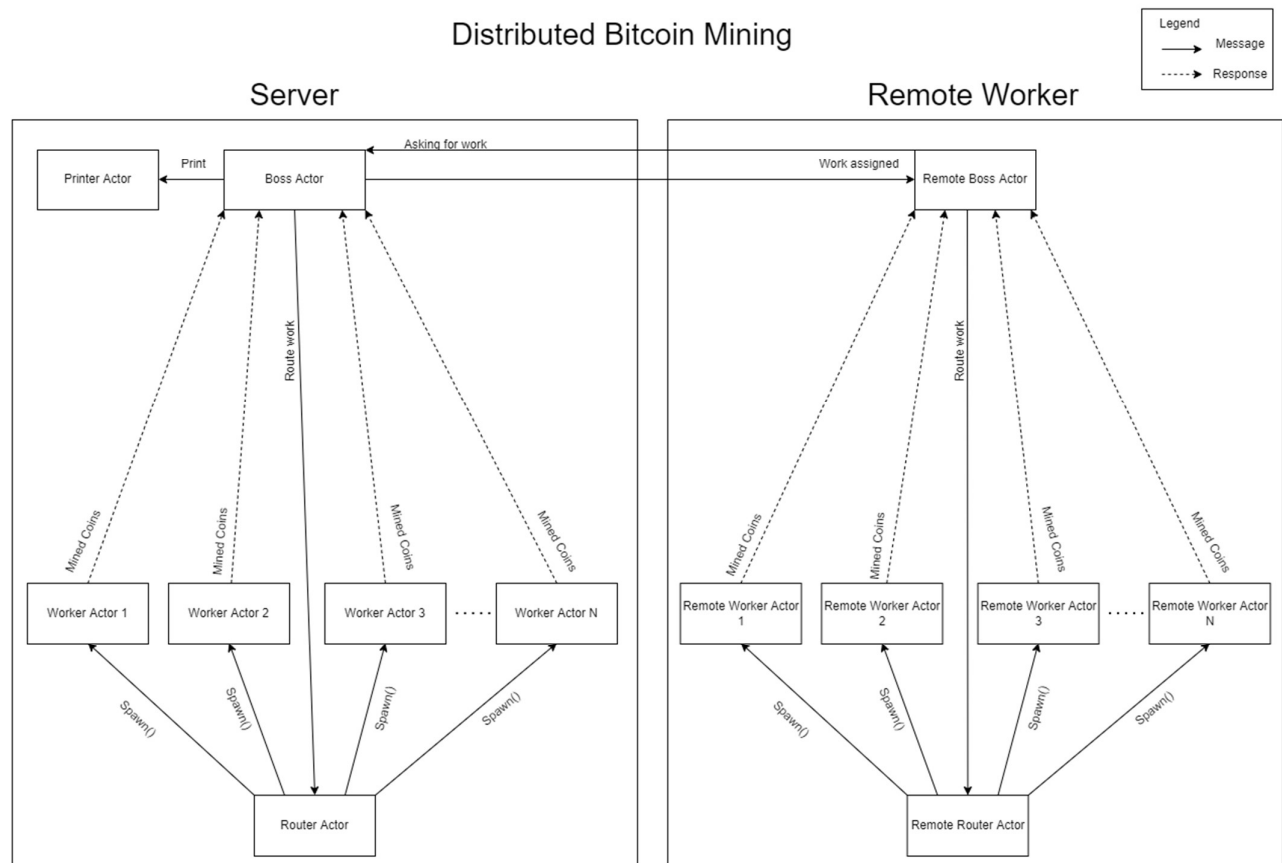 Distributed Bitcoin Mining
Legend
Message
Response
Server
Remote Worker
Asking for work
Print
Work assigned
Printer Actor
Boss Actor
Remote Boss Actor
Route work
Route work
Mined Coins
Mined Coins
Mined Coins
Mined Coins
Mined Coins
Mined Coins
Mined Coins
Mined Coins
Worker Actor 1
Worker Actor 2
Worker Actor 3
. . . . .
Worker Actor N
Remote Worker Actor
1
Remote Worker Actor
2
Remote Worker Actor
3
. . . . .
Remote Worker Actor
N
Spawn()
Spawn()
Spawn()
Spawn()
Spawn()
Spawn()
Spawn()
Spawn()
Router Actor
Remote Router Actor